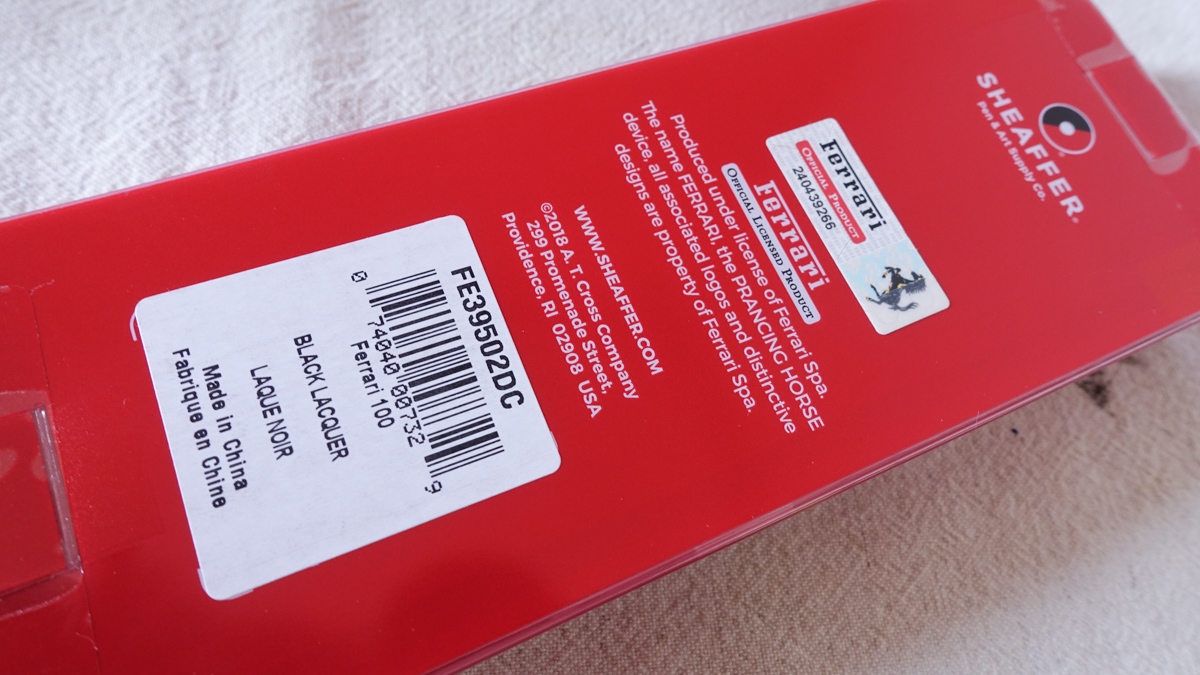 SHEAFFER®
Pen & Art Supply Co.
Ferrari
OFFICIAL PRODUCT
240439266
Ferrari
OFFICIAL LICENSED PRODUCT
Produced under license of Ferrari Spa.
The name FERRARI, the PRANCING HORSE
device, all associated logos and distinctive
designs are property of Ferrari Spa.
WWW.SHEAFFER.COM
©2018 A. T. Cross Company
299 Promenade Street,
Providence, RI 02908 USA
FE39502DC
0 74040 00732 9
Ferrari 100
BLACK LACQUER
LAQUE NOIR
Made in China
Fabrique en Chine